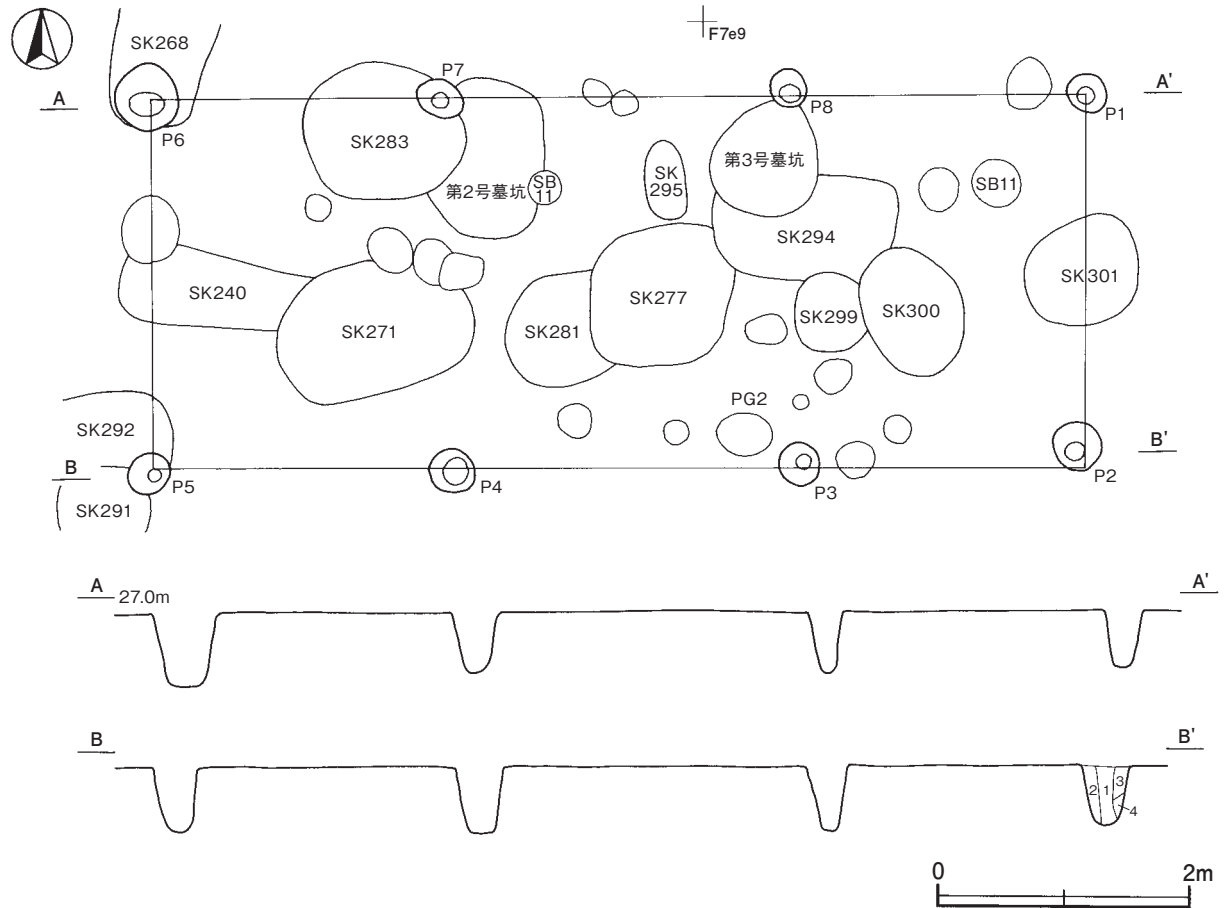 SK268
F7e9
P7
P8
A
A'
P6
P1
SK283
第3号墓坑
第2号墓坑
SB
11
SK
295
SB11
SK294
SK240
SK277
SK301
SK271
SK281
SK299
SK300
PG2
SK292
B
B'
P5
P4
P3
P2
SK291
A
27.0m
A'
B
B'
2
1
3
4
0
2m